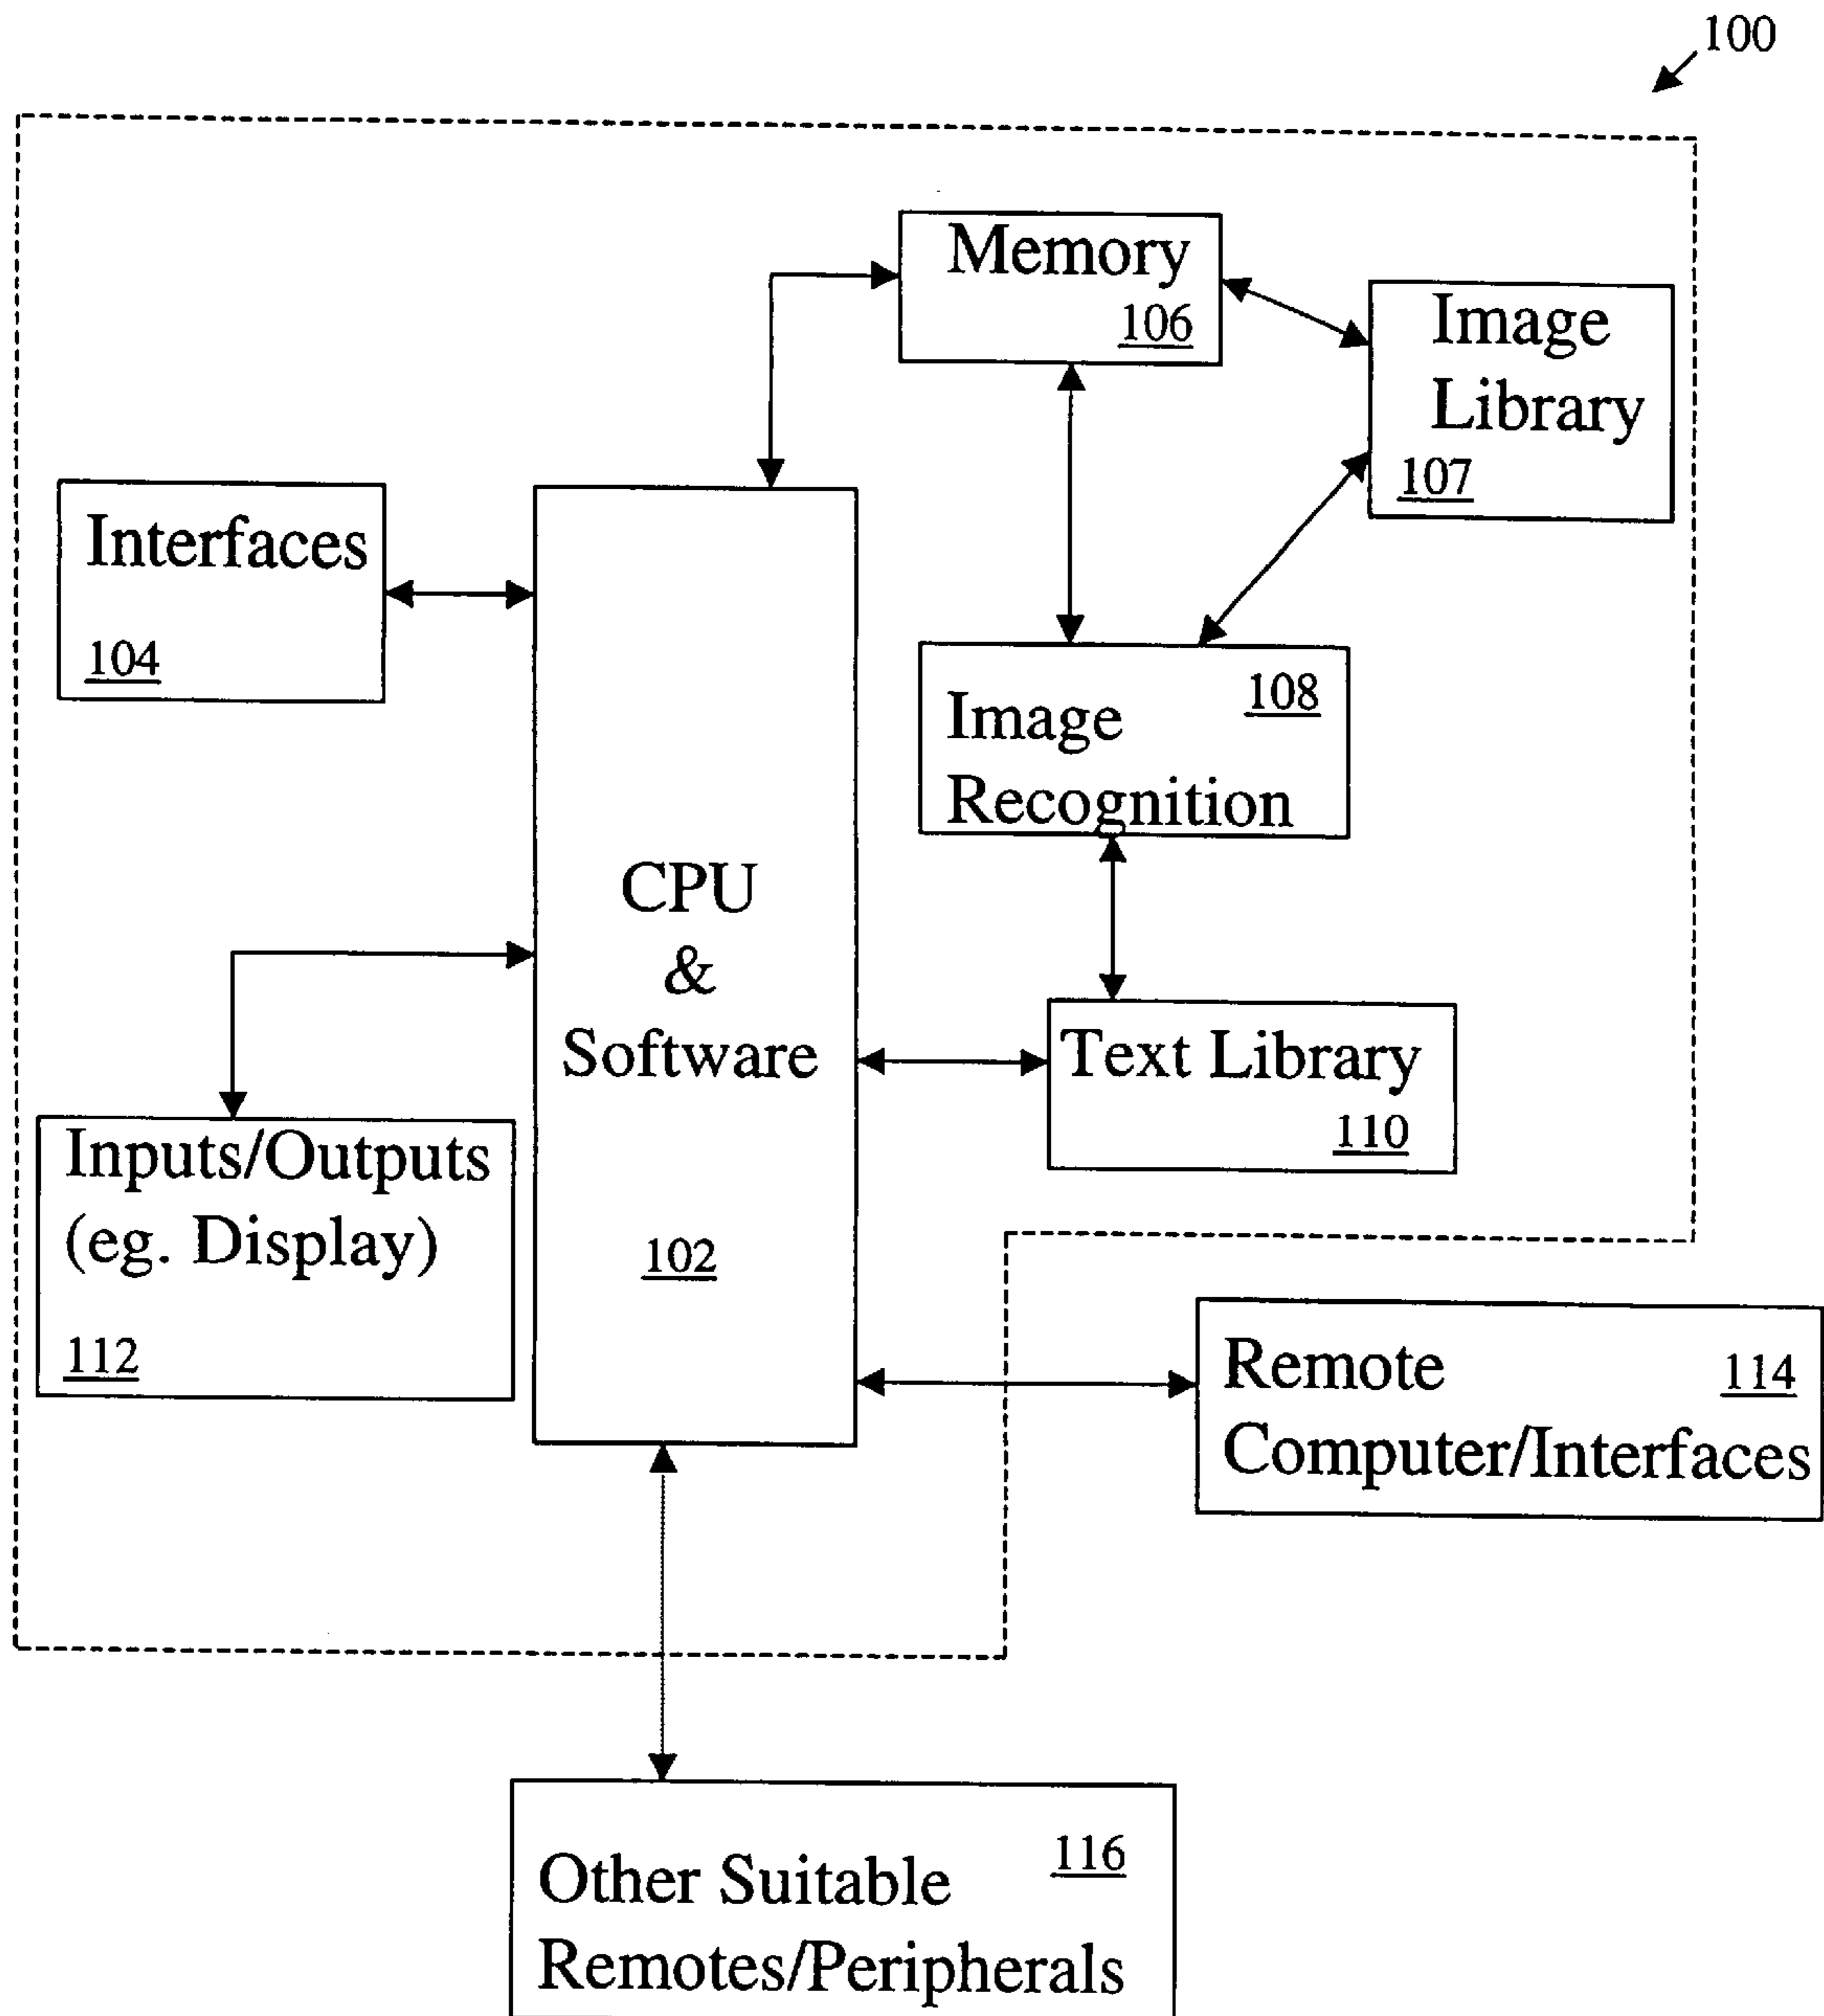 100
Memory
106
Image
Library
107
Interfaces
104
108
Image
Recognition
CPU
&
Software
102
Text Library
110
Inputs/Outputs
(eg. Display)
112
Remote
114
Computer/Interfaces
116
Other Suitable
Remotes/Peripherals